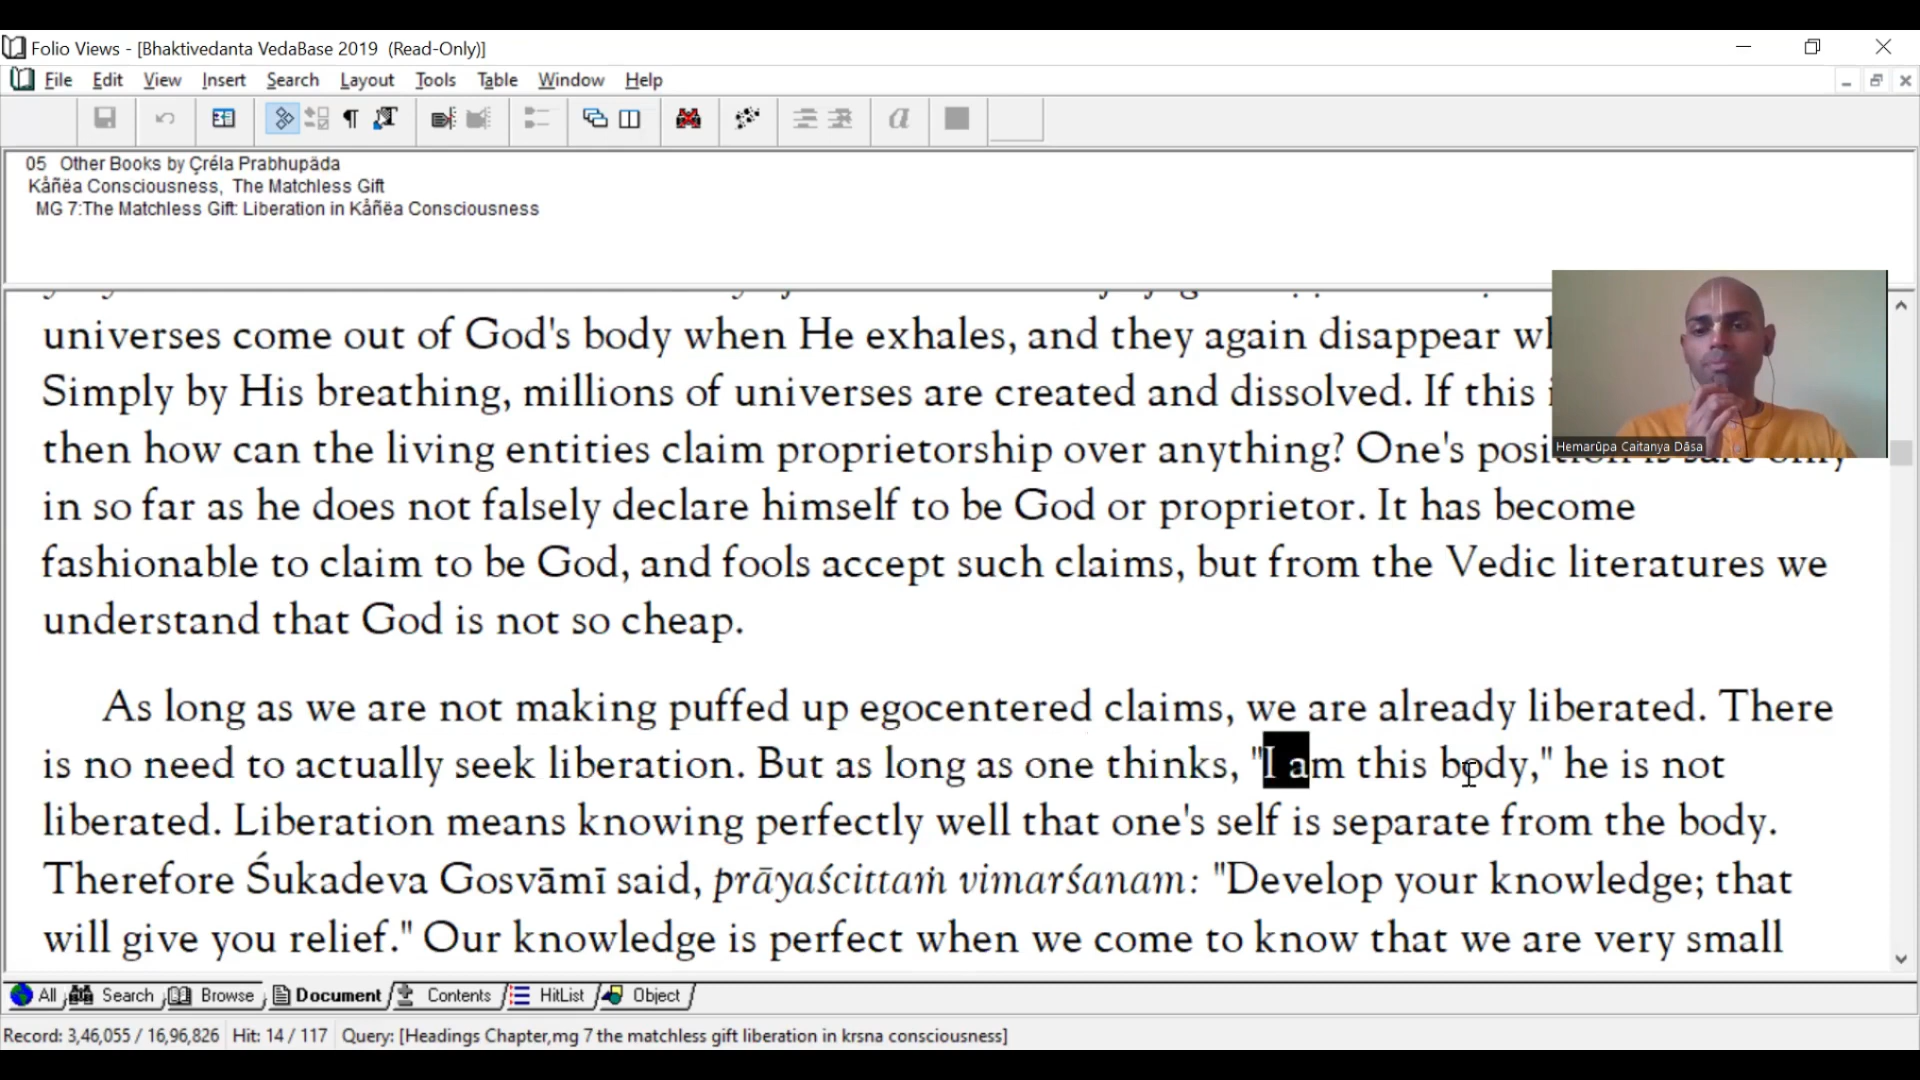 Folio Views - [Bhaktivedanta VedaBase 2019 (Read-Only)]
File Edit View Insert Search Layout Tools Table Window Help
05 Other Books by Çréla Prabhupäda
Kåñëa Consciousness, The Matchless Gift
MG 7:The Matchless Gift: Liberation in Kåñëa Consciousness
universes come out of God's body when He exhales, and they again disappear
Simply by His breathing, millions of universes are created and dissolved. If this
then how can the living entities claim proprietorship over anything? One's position is safe only
in so far as he does not falsely declare himself to be God or proprietor. It has become
fashionable to claim to be God, and fools accept such claims, but from the Vedic literatures we
understand that God is not so cheap.
As long as we are not making puffed up egocentered claims, we are already liberated. There
is no need to actually seek liberation. But as long as one thinks, "I am this body," he is not
liberated. Liberation means knowing perfectly well that one's self is separate from the body.
Therefore Śukadeva Gosvāmī said, prāyaścittaṁ vimarśanam: "Develop your knowledge; that
will give you relief." Our knowledge is perfect when we come to know that we are very small
Hemarūpa Caitanya Dāsa
All Search Browse Document Contents HitList Object
Record: 3,46,055 / 16,96,826 Hit: 14 / 117 Query: [Headings Chapter,mg 7 the matchless gift liberation in krsna consciousness]